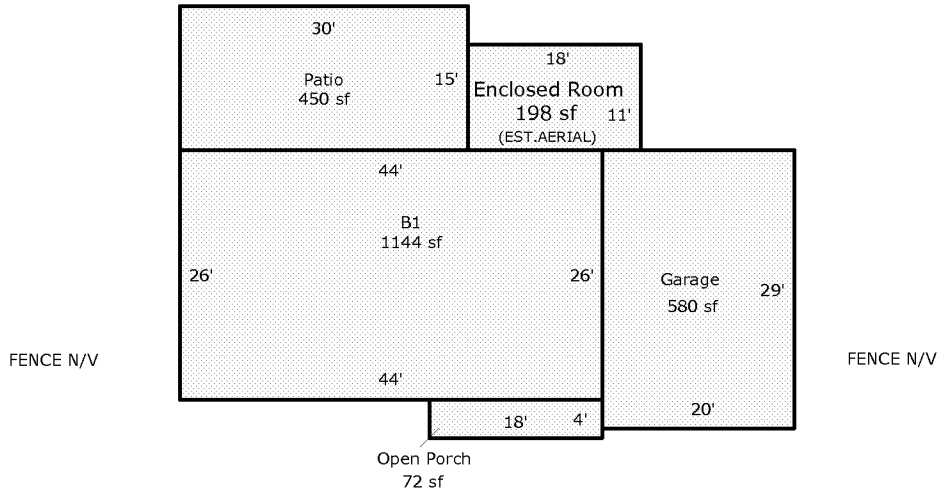 30'
Patio
450 sf
15'
18'
Enclosed Room
198 sf
11'
(EST.AERIAL)
44'
B1
1144 sf
26'
26'
44'
Garage
580 sf
29'
20'
FENCE N/V
FENCE N/V
18'
4'
Open Porch
72 sf